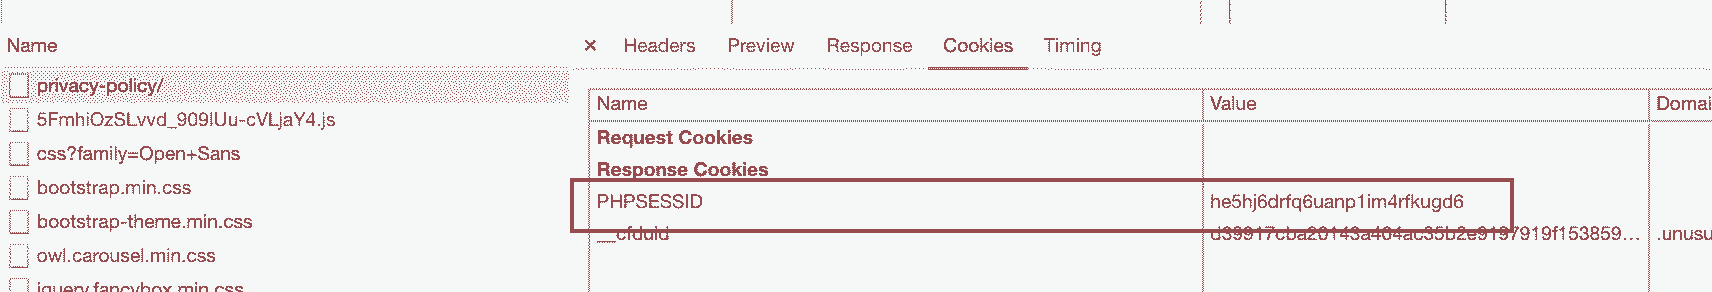 Name
× Headers Preview Response Cookies Timing
privacy-policy/
5FmhiOzSLvvd_909lUu-cVLjaY4.js
css?family=Open+Sans
bootstrap.min.css
bootstrap-theme.min.css
owl.carousel.min.css
jquery.fancybox.min.css
Name Value Domai
Request Cookies
Response Cookies
PHPSESSID he5hj6drfq6uanp1im4rfkugd6
__cfduid d39917cba20143a404ac35b2e9197919f153859... .unusu